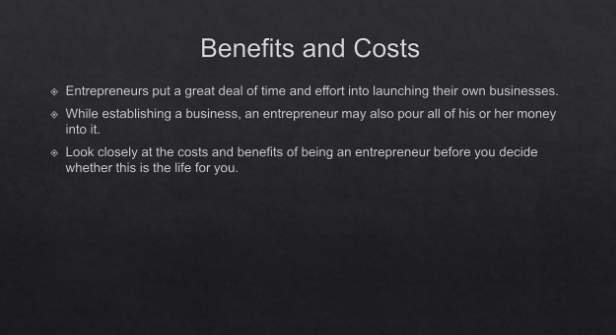 Benefits and Costs
Entrepreneurs put a great deal of time and effort into launching their own businesses.
While establishing a business, an entrepreneur may also pour all of his or her money
into it.
Look closely at the costs and benefits of being an entrepreneur before you decide
whether this is the life for you.